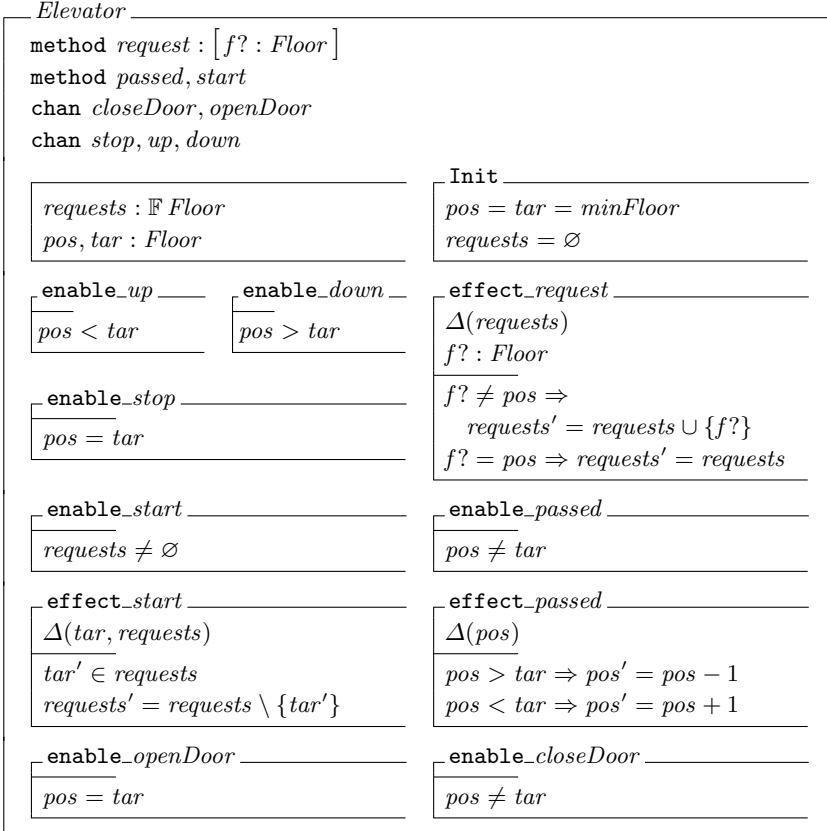 Elevator
method request : [ f? : Floor ]
method passed, start
chan closeDoor, openDoor
chan stop, up, down
requests : 𝔽 Floor
pos, tar : Floor
Init
pos = tar = minFloor
requests = ∅
enable_up
pos < tar
enable_down
pos > tar
effect_request
Δ(requests)
f? : Floor
f? ≠ pos ⇒
requests′ = requests ∪ {f?}
f? = pos ⇒ requests′ = requests
enable_stop
pos = tar
enable_start
requests ≠ ∅
enable_passed
pos ≠ tar
effect_start
Δ(tar, requests)
tar′ ∈ requests
requests′ = requests \ {tar′}
effect_passed
Δ(pos)
pos > tar ⇒ pos′ = pos − 1
pos < tar ⇒ pos′ = pos + 1
enable_openDoor
pos = tar
enable_closeDoor
pos ≠ tar